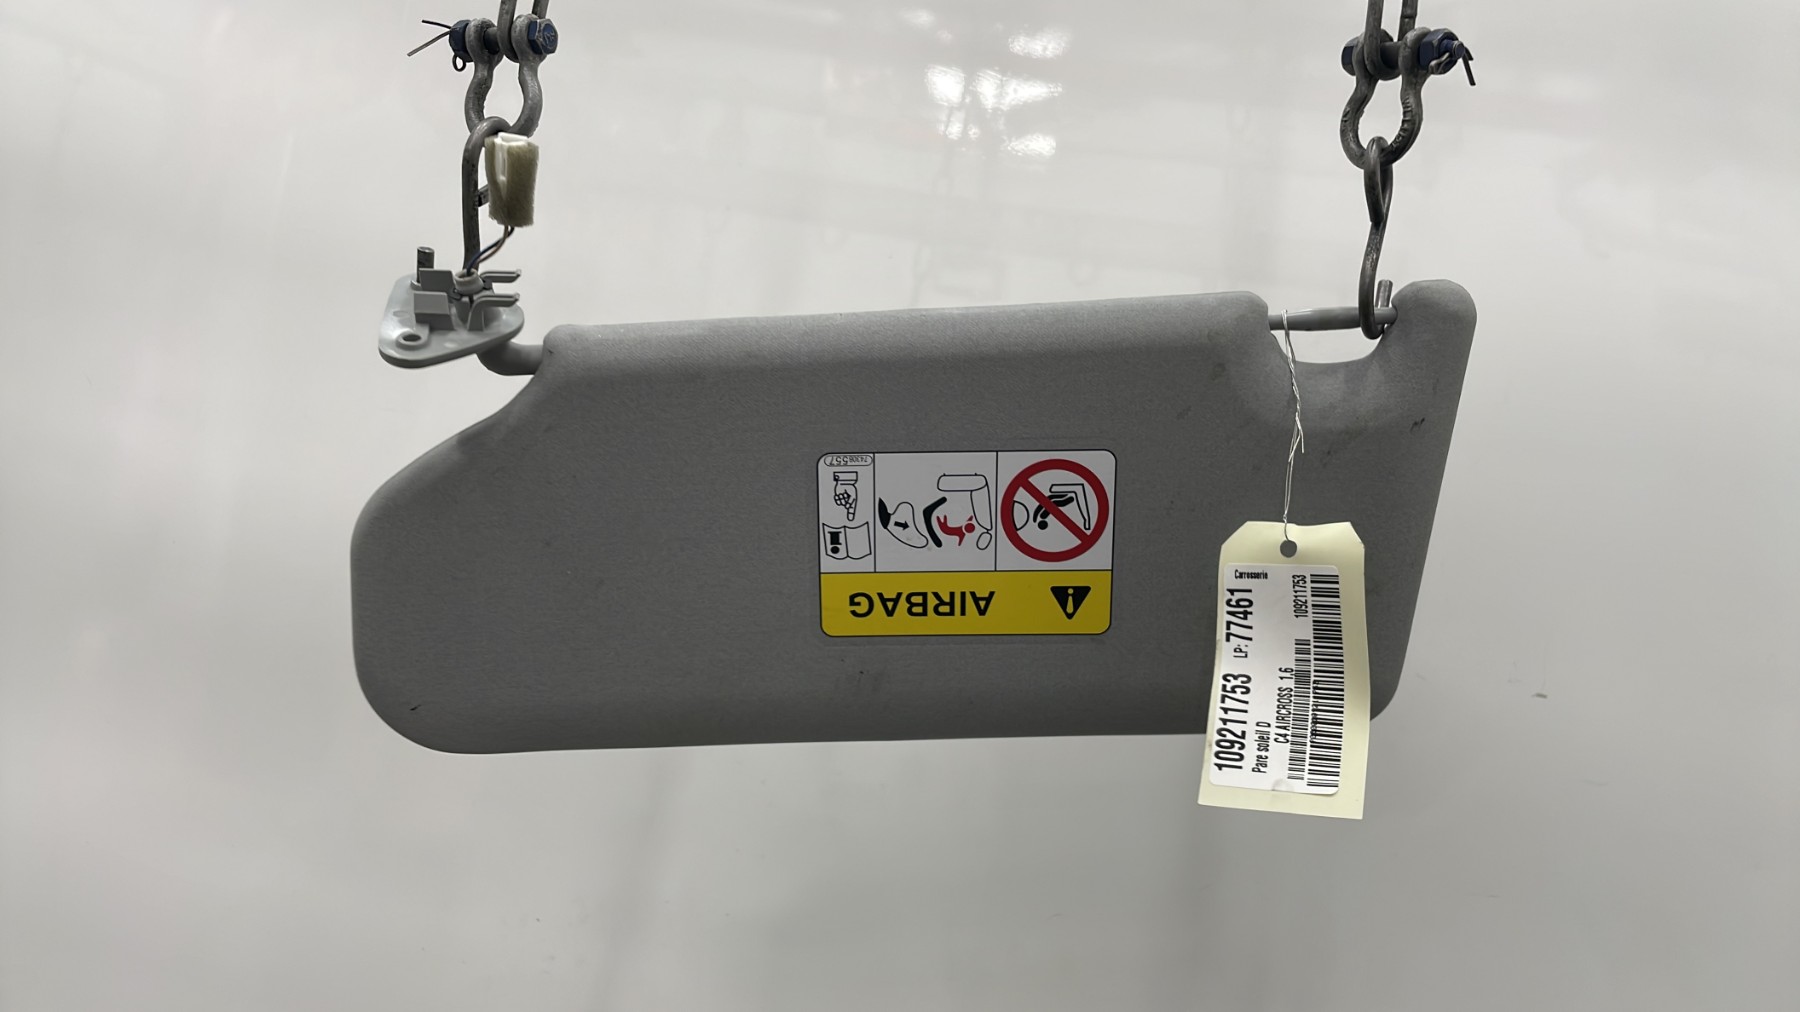 AIRBAG
Carrosserie
109211753 LP: 77461
Pare soleil D
C4 AIRCROSS 1.6
109211753